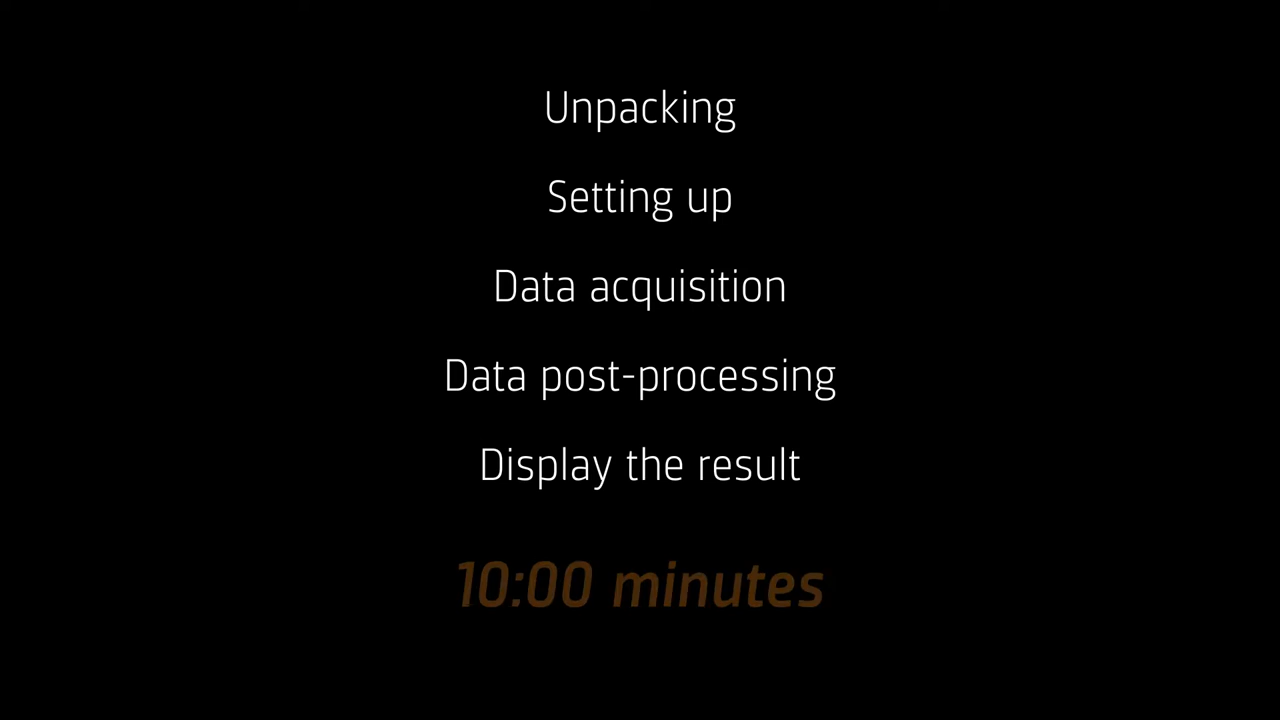 Unpacking
Setting up
Data acquisition
Data post-processing
Display the result
10:00 minutes